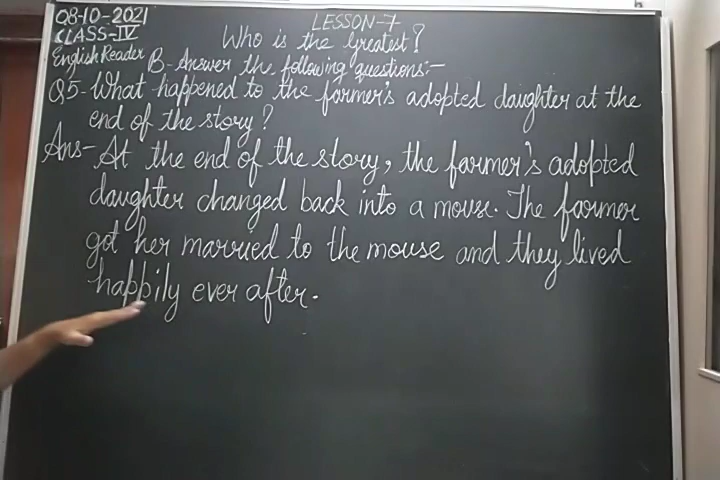 08-10-2021
CLASS-IV
English Reader
LESSON-7
Who is the Greatest?
B-Answer the following questions:-
Q5-What happened to the farmer's adopted daughter at the
end of the story?
Ans-At the end of the story, the farmer's adopted
daughter changed back into a mouse. The farmer
got her married to the mouse and they lived
happily ever after.